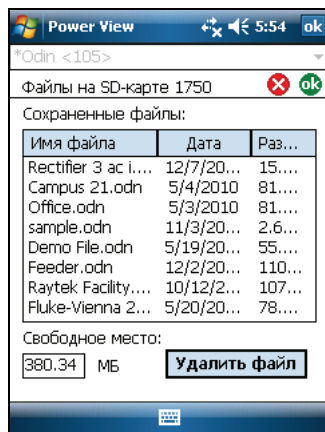 Power View 5:54 ok
*Odin <105>
Файлы на SD-карте 1750 ok
Сохраненные файлы:
Имя файла Дата Раз...
Rectifier 3 ac i.... 12/7/20... 15....
Campus 21.odn 5/4/2010 81....
Office.odn 5/3/2010 81....
sample.odn 11/3/20... 2.6...
Demo File.odn 5/19/20... 55....
Feeder.odn 12/2/20... 110...
Raytek Facility.... 10/12/2... 107...
Fluke-Vienna 2... 5/20/20... 78....
Свободное место:
380.34 МБ Удалить файл